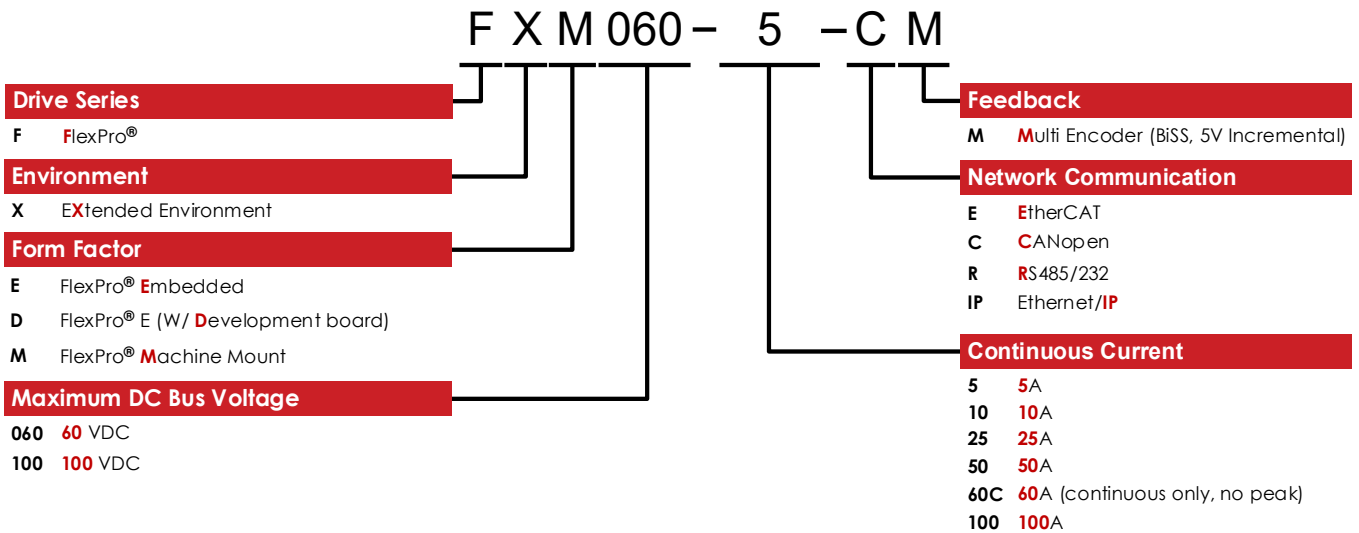 F X M 060 – 5 – C M
Drive Series
F FlexPro®
Environment
X EXtended Environment
Form Factor
E FlexPro® Embedded
D FlexPro® E (W/ Development board)
M FlexPro® Machine Mount
Maximum DC Bus Voltage
060 60 VDC
100 100 VDC
Feedback
M Multi Encoder (BiSS, 5V Incremental)
Network Communication
E EtherCAT
C CANopen
R RS485/232
IP Ethernet/IP
Continuous Current
5 5A
10 10A
25 25A
50 50A
60C 60A (continuous only, no peak)
100 100A